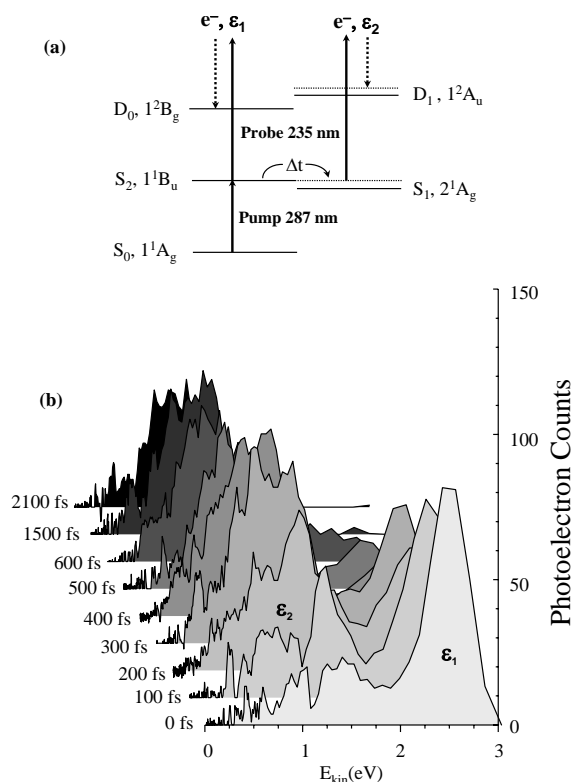 (a)
e⁻, ε₁
e⁻, ε₂
D₀, 1²B_g
D₁ , 1²A_u
Probe 235 nm
Δt
S₂, 1¹B_u
S₁, 2¹A_g
Pump 287 nm
S₀, 1¹A_g
(b)
150
100
50
0
Photoelectron Counts
2100 fs
1500 fs
600 fs
500 fs
400 fs
300 fs
200 fs
100 fs
0 fs
ε₂
ε₁
0
1
2
3
E_kin(eV)